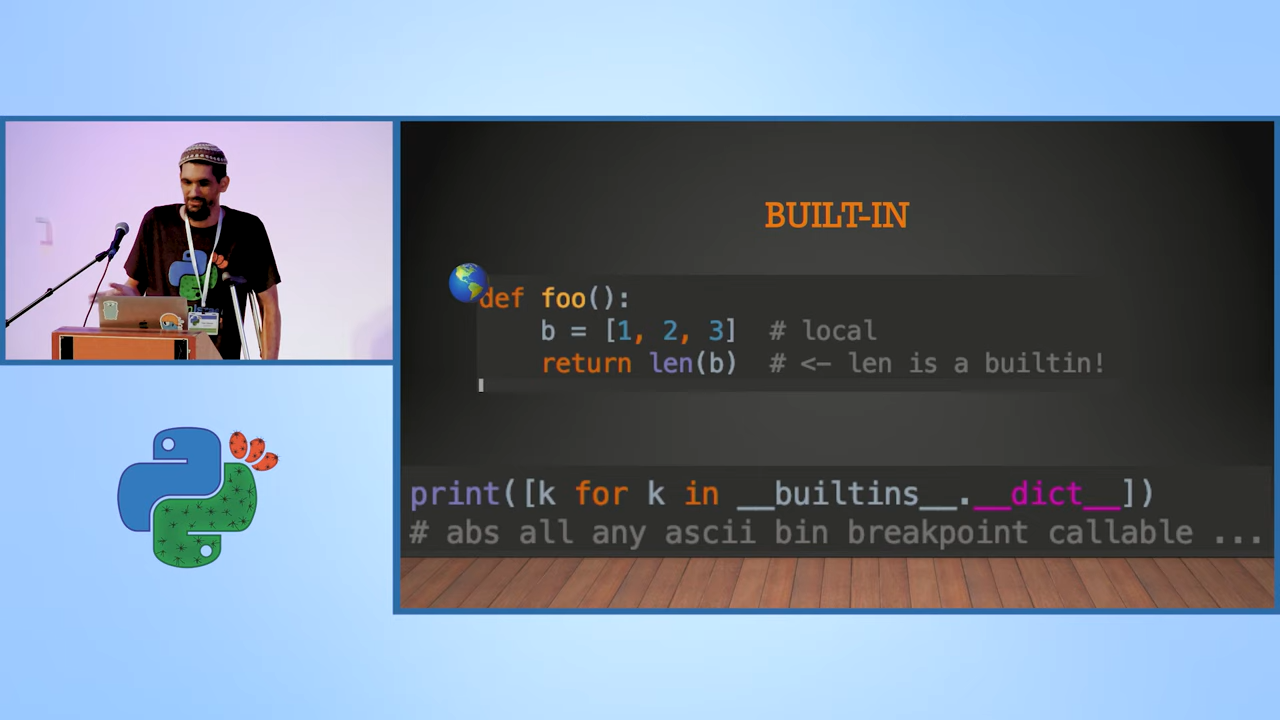 BUILT-IN
def foo():
b = [1, 2, 3] # local
return len(b) # <- len is a builtin!
print([k for k in __builtins__.__dict__])
# abs all any ascii bin breakpoint callable ...